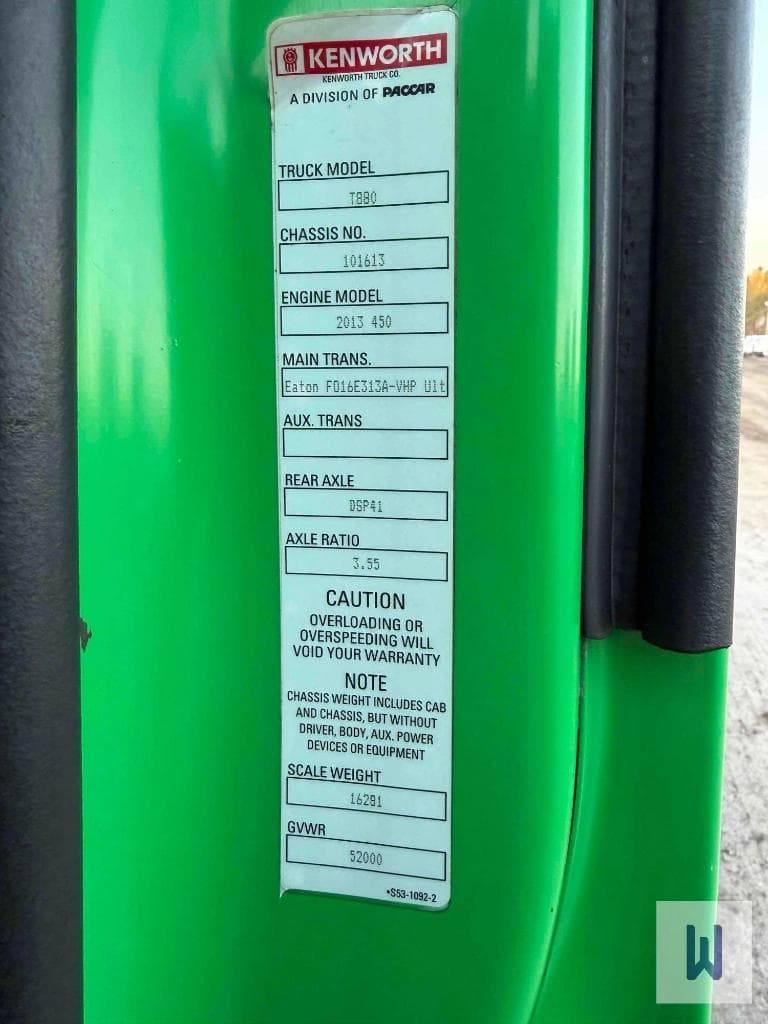 KENWORTH
KENWORTH TRUCK CO.
A DIVISION OF PACCAR
TRUCK MODEL
T880
CHASSIS NO.
101613
ENGINE MODEL
2013 450
MAIN TRANS.
Eaton FO16E313A-VHP Ult
AUX. TRANS
REAR AXLE
DSP41
AXLE RATIO
3.55
CAUTION
OVERLOADING OR
OVERSPEEDING WILL
VOID YOUR WARRANTY
NOTE
CHASSIS WEIGHT INCLUDES CAB
AND CHASSIS, BUT WITHOUT
DRIVER, BODY, AUX. POWER
DEVICES OR EQUIPMENT
SCALE WEIGHT
16281
GVWR
52000
*S53-1092-2
W